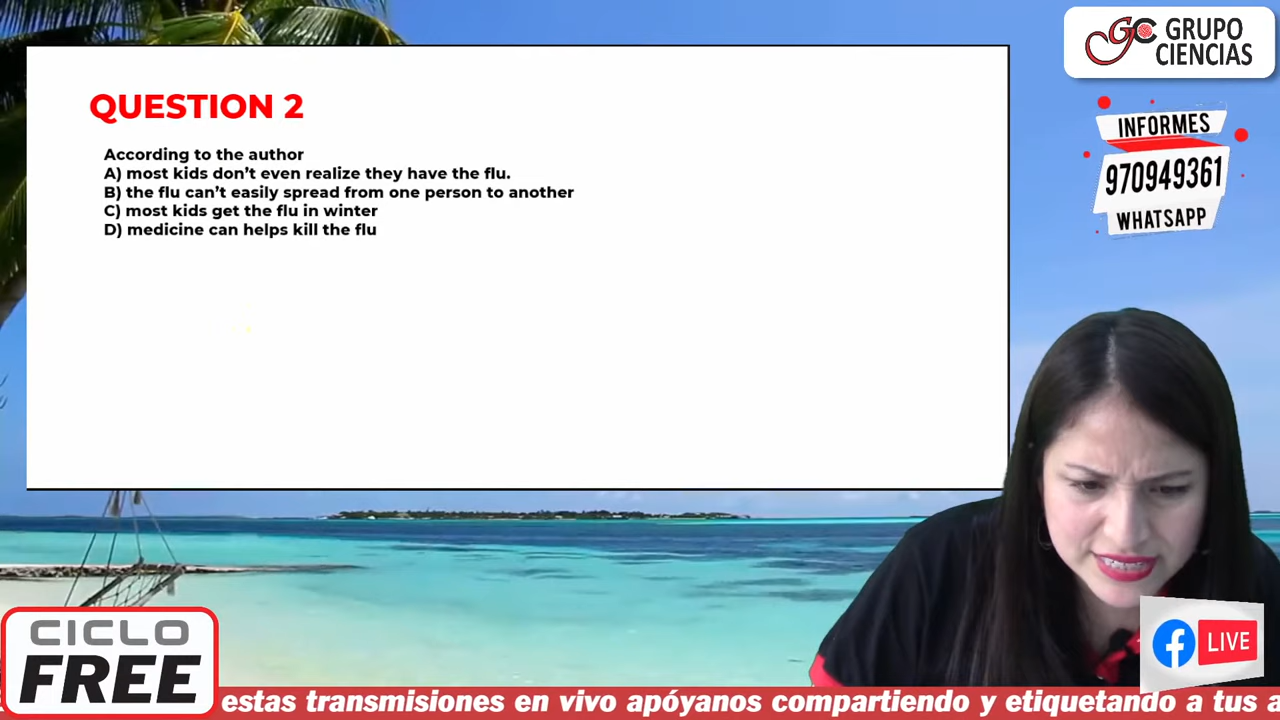 GRUPO
CIENCIAS
QUESTION 2
INFORMES
970949361
WHATSAPP
According to the author
A) most kids don’t even realize they have the flu.
B) the flu can’t easily spread from one person to another
C) most kids get the flu in winter
D) medicine can helps kill the flu
CICLO
FREE
LIVE
estas transmisiones en vivo apóyanos compartiendo y etiquetando a tus a